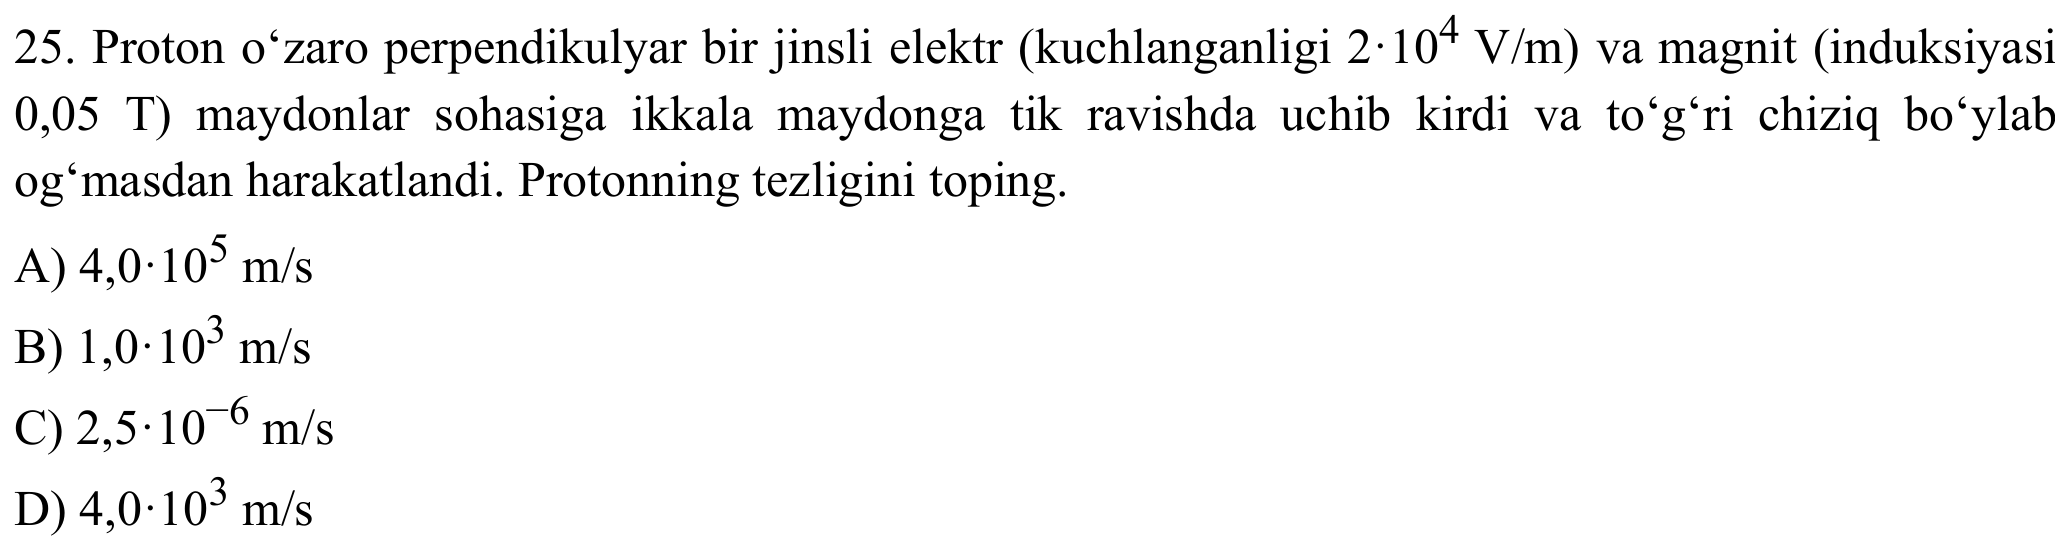 25. Proton o‘zaro perpendikulyar bir jinsli elektr (kuchlanganligi 2·10⁴ V/m) va magnit (induksiyasi
0,05 T) maydonlar sohasiga ikkala maydonga tik ravishda uchib kirdi va to‘g‘ri chiziq bo‘ylab
og‘masdan harakatlandi. Protonning tezligini toping.
A) 4,0·10⁵ m/s
B) 1,0·10³ m/s
C) 2,5·10⁻⁶ m/s
D) 4,0·10³ m/s